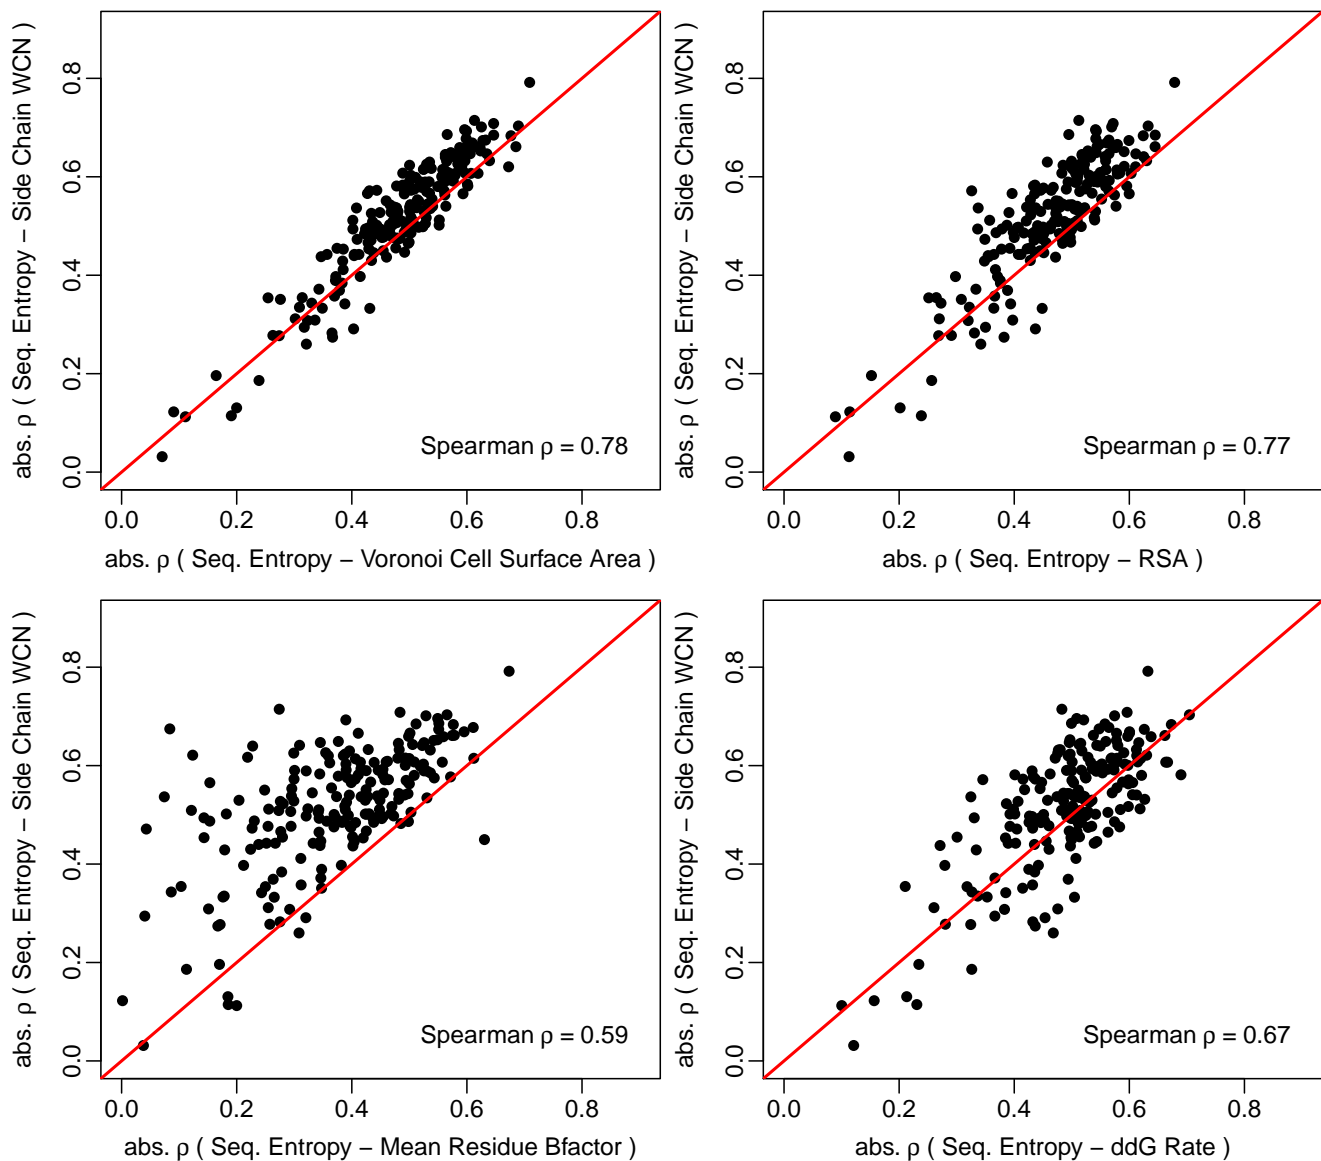 abs. ρ ( Seq. Entropy − Side Chain WCN )
0.8
0.6
0.4
0.2
0.0
Spearman ρ = 0.78
0.0 0.2 0.4 0.6 0.8
abs. ρ ( Seq. Entropy − Voronoi Cell Surface Area )
abs. ρ ( Seq. Entropy − Side Chain WCN )
0.8
0.6
0.4
0.2
0.0
Spearman ρ = 0.77
0.0 0.2 0.4 0.6 0.8
abs. ρ ( Seq. Entropy − RSA )
abs. ρ ( Seq. Entropy − Side Chain WCN )
0.8
0.6
0.4
0.2
0.0
Spearman ρ = 0.59
0.0 0.2 0.4 0.6 0.8
abs. ρ ( Seq. Entropy − Mean Residue Bfactor )
abs. ρ ( Seq. Entropy − Side Chain WCN )
0.8
0.6
0.4
0.2
0.0
Spearman ρ = 0.67
0.0 0.2 0.4 0.6 0.8
abs. ρ ( Seq. Entropy − ddG Rate )